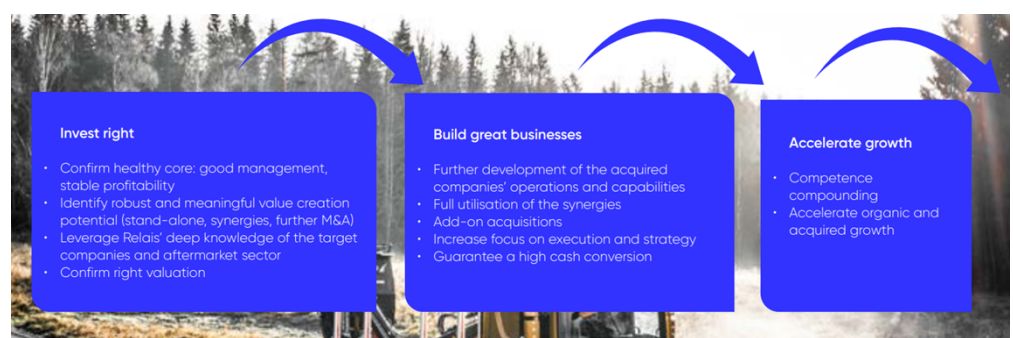 Invest right
• Confirm healthy core: good management,
stable profitability
• Identify robust and meaningful value creation
potential (stand-alone, synergies, further M&A)
• Leverage Relais' deep knowledge of the target
companies and aftermarket sector
• Confirm right valuation
Build great businesses
• Further development of the acquired
companies' operations and capabilities
• Full utilisation of the synergies
• Add-on acquisitions
• Increase focus on execution and strategy
• Guarantee a high cash conversion
Accelerate growth
• Competence
compounding
• Accelerate organic and
acquired growth